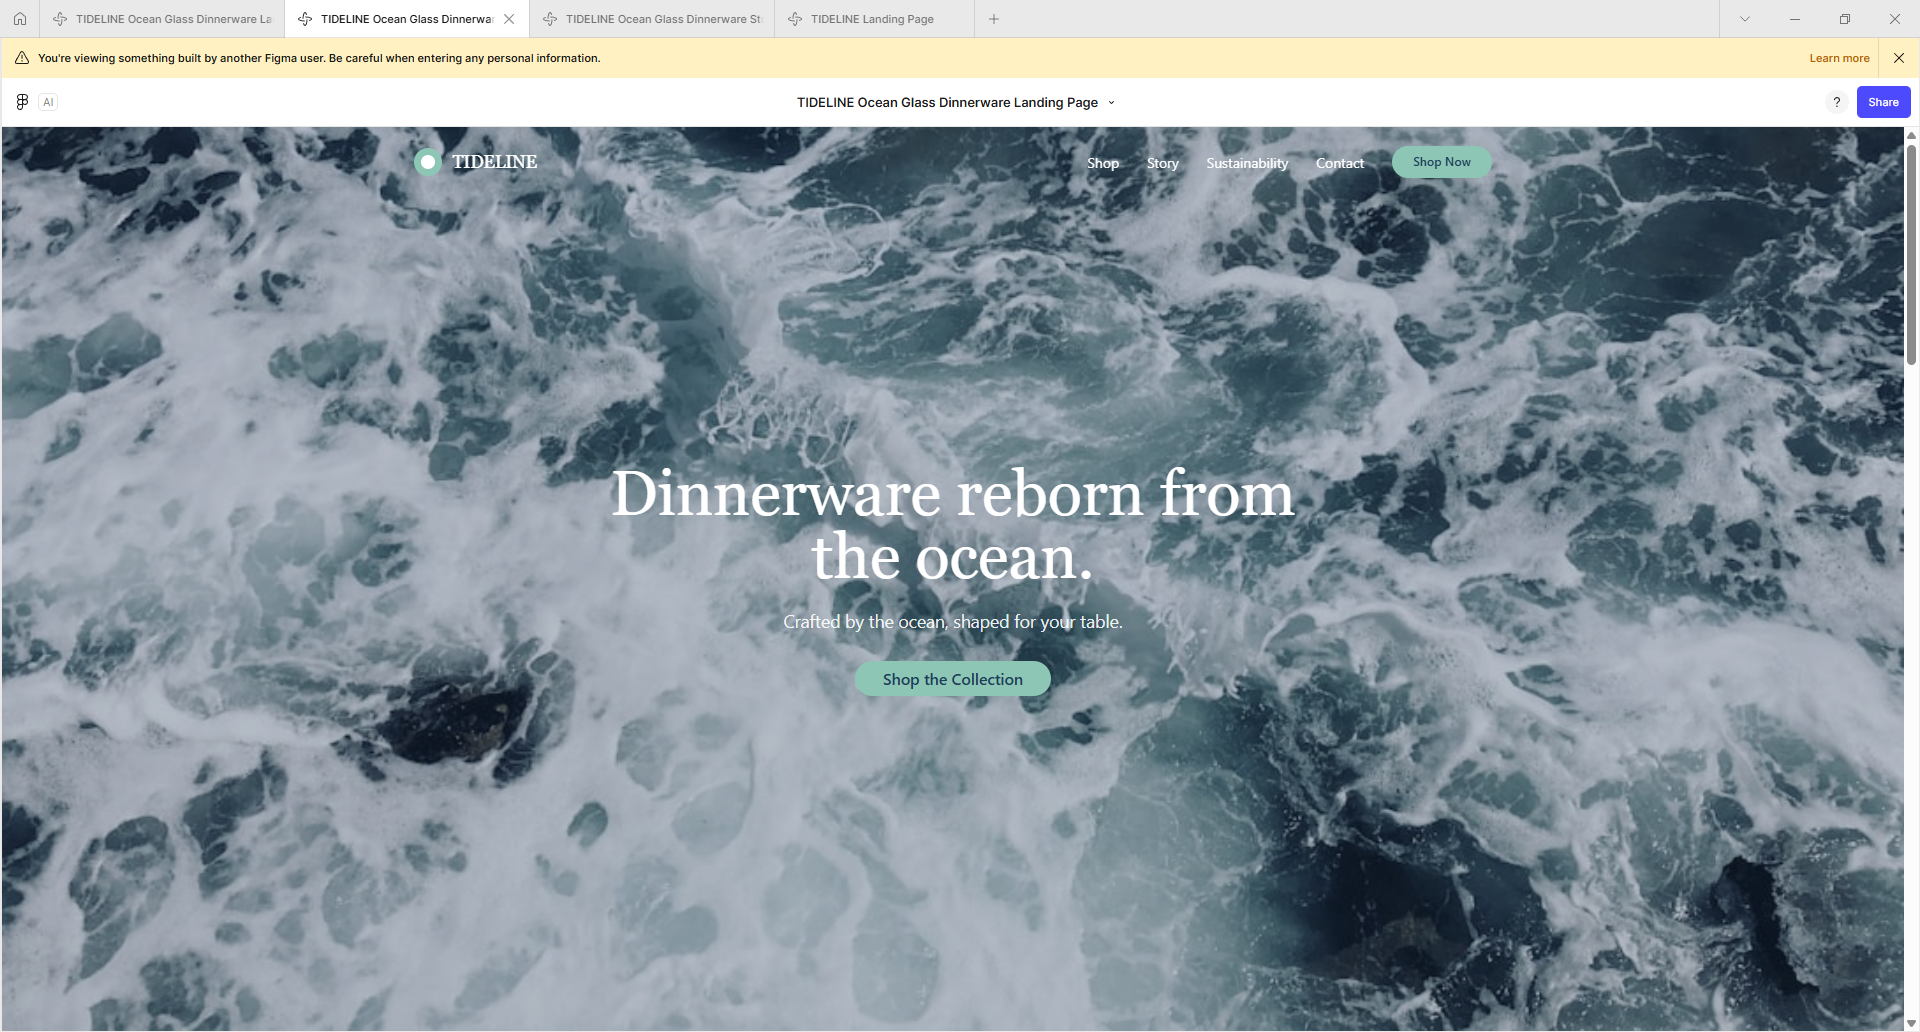 TIDELINE Ocean Glass Dinnerware La
TIDELINE Ocean Glass Dinnerwa
TIDELINE Ocean Glass Dinnerware St
TIDELINE Landing Page
You're viewing something built by another Figma user. Be careful when entering any personal information.
Learn more
AI
TIDELINE Ocean Glass Dinnerware Landing Page
?
Share
TIDELINE
Shop
Story
Sustainability
Contact
Shop Now
Dinnerware reborn from
the ocean.
Crafted by the ocean, shaped for your table.
Shop the Collection